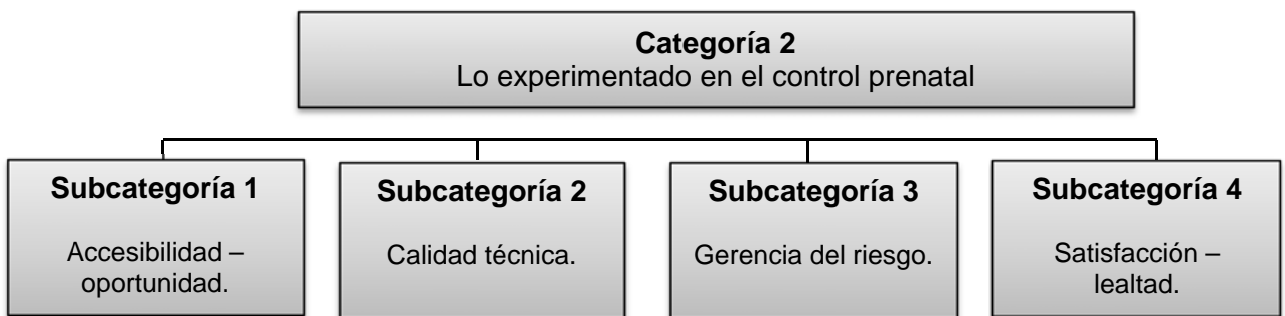 Categoría 2
Lo experimentado en el control prenatal
Subcategoría 1
Accesibilidad –
oportunidad.
Subcategoría 2
Calidad técnica.
Subcategoría 3
Gerencia del riesgo.
Subcategoría 4
Satisfacción –
lealtad.